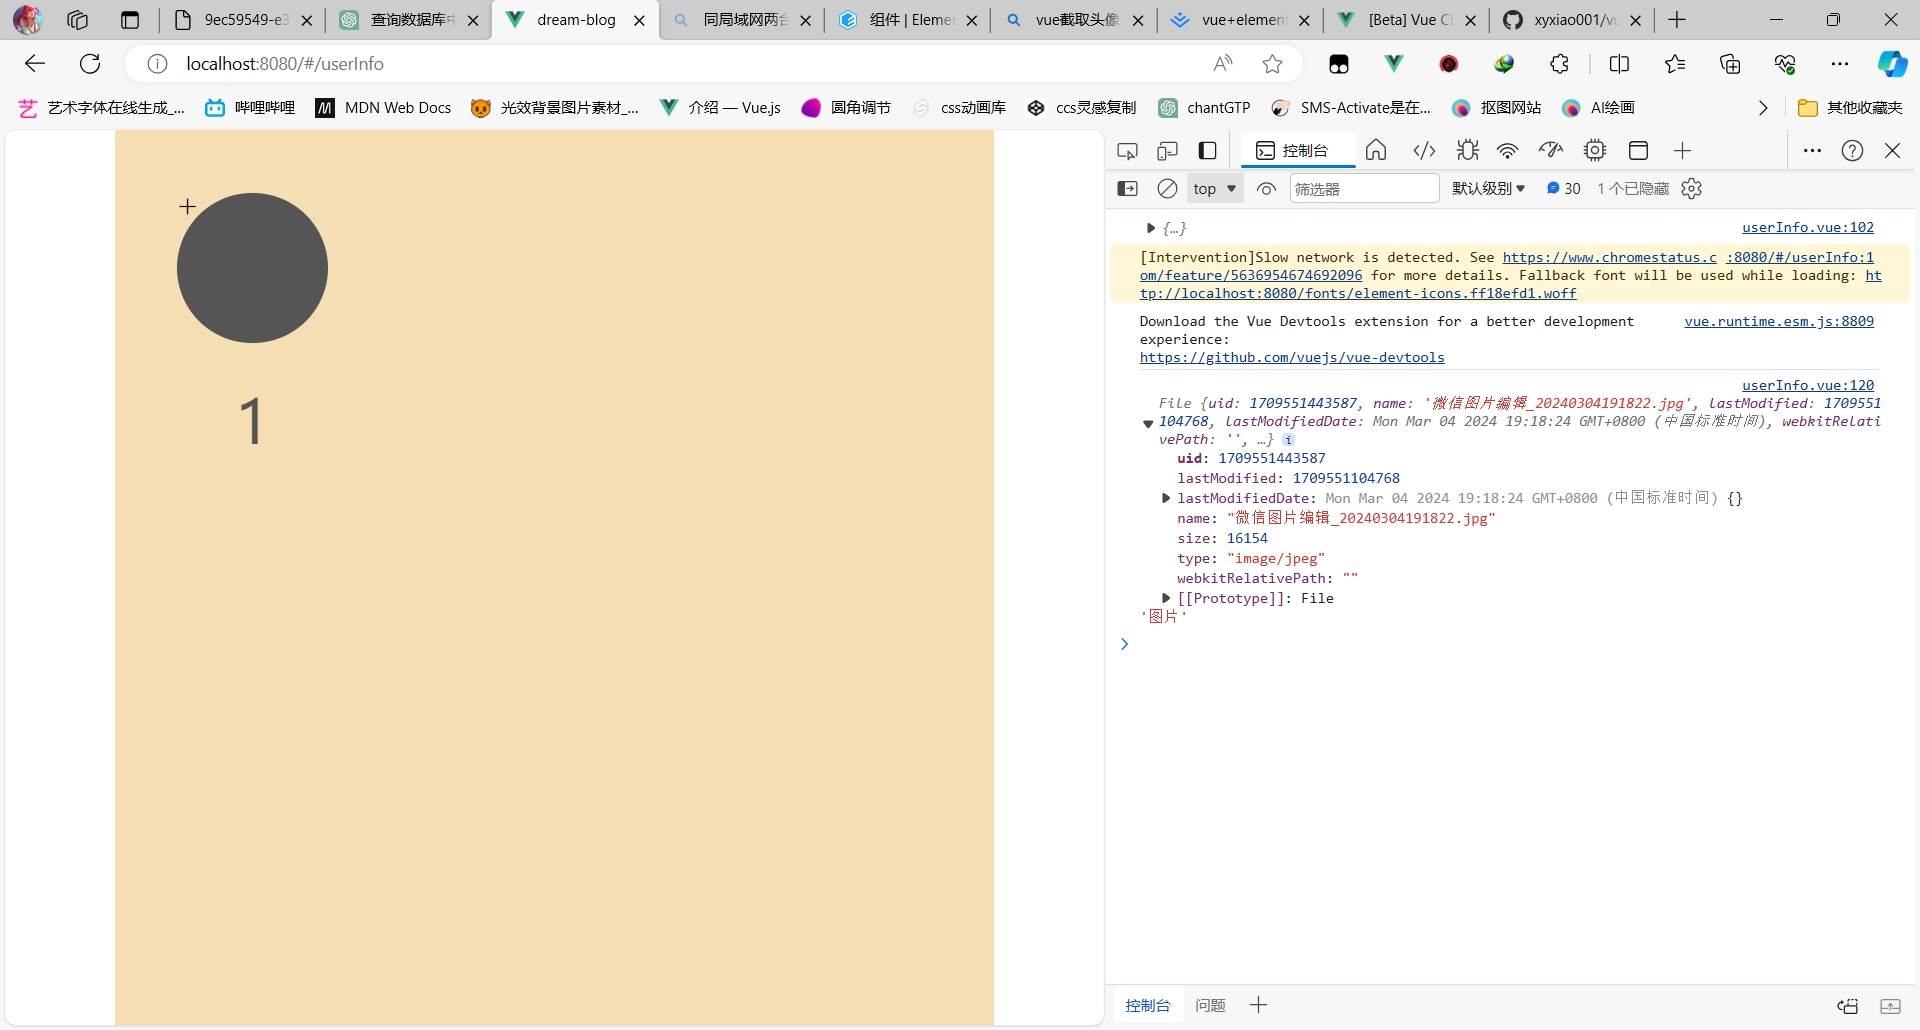 9ec59549-e3
查询数据库中
dream-blog
同局域网两台
组件 | Eleme
vue截取头像
vue+element
[Beta] Vue Cl
xyxiao001/vu
localhost:8080/#/userInfo
艺术字体在线生成_...
哔哩哔哩
MDN Web Docs
光效背景图片素材_...
介绍 — Vue.js
圆角调节
css动画库
ccs灵感复制
chantGTP
SMS-Activate是在...
抠图网站
AI绘画
其他收藏夹
控制台
top
筛选器
默认级别
30
1 个已隐藏
{…}
userInfo.vue:102
[Intervention]Slow network is detected. See https://www.chromestatus.c :8080/#/userInfo:1
om/feature/5636954674692096 for more details. Fallback font will be used while loading: ht
tp://localhost:8080/fonts/element-icons.ff18efd1.woff
Download the Vue Devtools extension for a better development vue.runtime.esm.js:8809
experience:
https://github.com/vuejs/vue-devtools
userInfo.vue:120
File {uid: 1709551443587, name: '微信图片编辑_20240304191822.jpg', lastModified: 1709551
104768, lastModifiedDate: Mon Mar 04 2024 19:18:24 GMT+0800 (中国标准时间), webkitRelati
vePath: '', …} i
uid: 1709551443587
lastModified: 1709551104768
lastModifiedDate: Mon Mar 04 2024 19:18:24 GMT+0800 (中国标准时间) {}
name: "微信图片编辑_20240304191822.jpg"
size: 16154
type: "image/jpeg"
webkitRelativePath: ""
[[Prototype]]: File
'图片'
1
控制台
问题